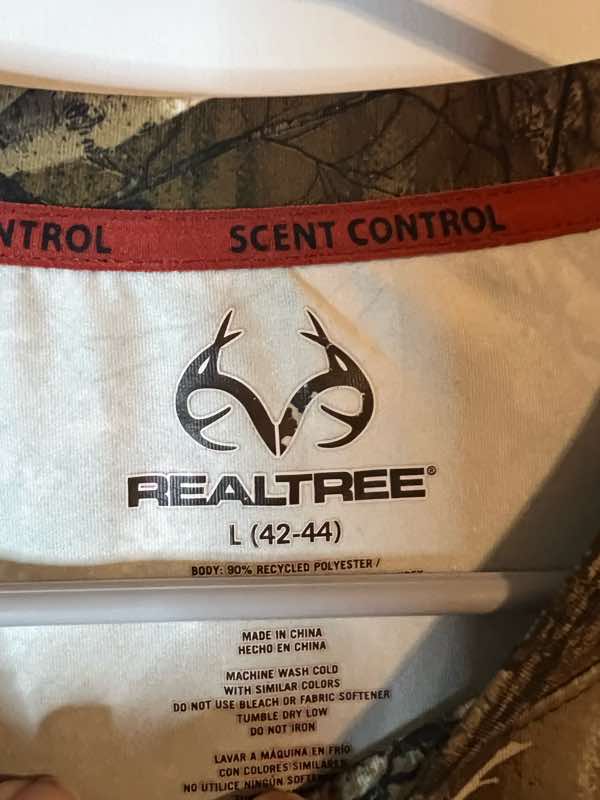 NTROL SCENT CONTROL
REALTREE®
L (42-44)
BODY: 90% RECYCLED POLYESTER /
MADE IN CHINA
HECHO EN CHINA
MACHINE WASH COLD
WITH SIMILAR COLORS
DO NOT USE BLEACH OR FABRIC SOFTENER
TUMBLE DRY LOW
DO NOT IRON
LAVAR A MÁQUINA EN FRÍO
CON COLORES SIMILARES
NO UTILICE NINGÚN